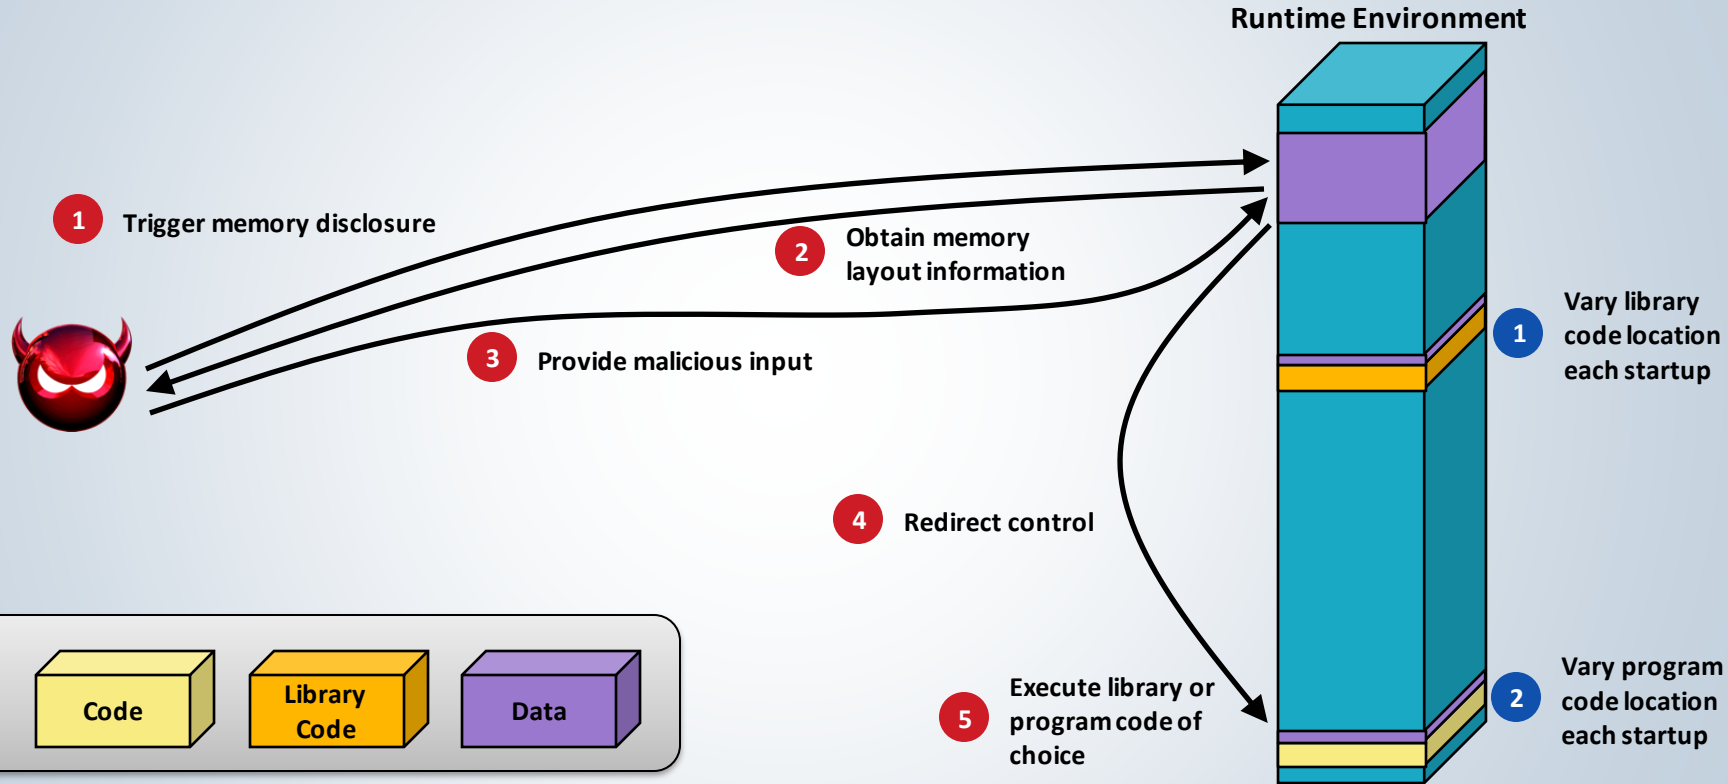 Runtime Environment
1
Trigger memory disclosure
2
Obtain memory
layout information
3
Provide malicious input
1
Vary library
code location
each startup
4
Redirect control
5
Execute library or
program code of
choice
2
Vary program
code location
each startup
Code
Library
Code
Data